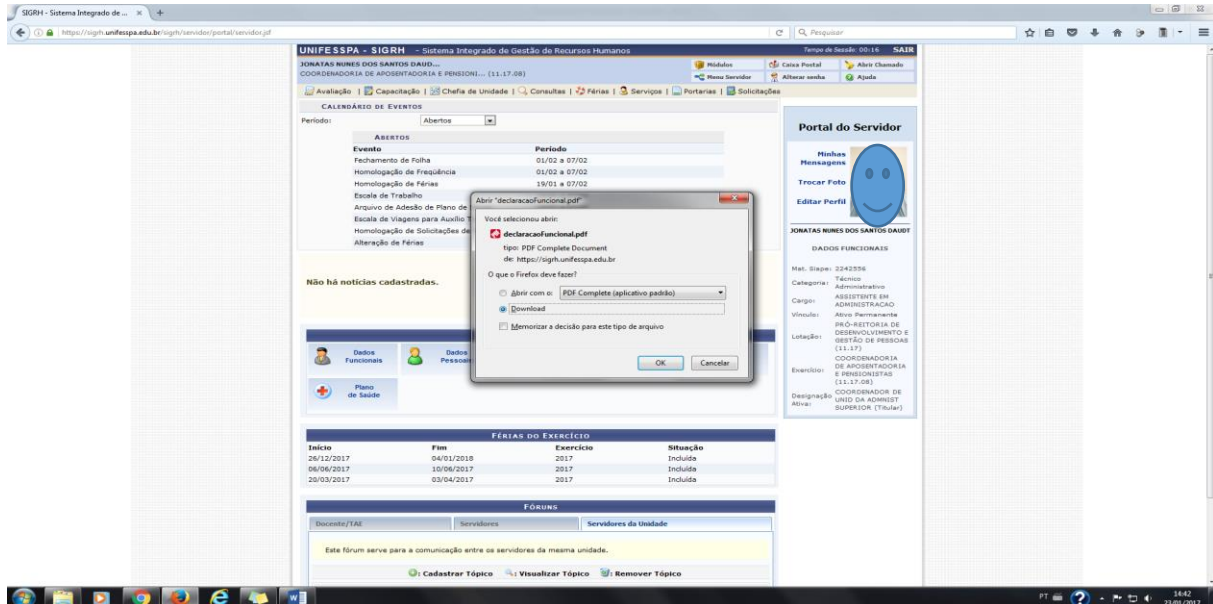 SIGRH - Sistema Integrado de ... × +
https://sigrh.unifesspa.edu.br/sigrh/servidor/portal/servidor.jsf
Pesquisar
UNIFESSPA - SIGRH - Sistema Integrado de Gestão de Recursos Humanos
Tempo de Sessão: 00:16 SAIR
JONATAS NUNES DOS SANTOS DAUD...
COORDENADORIA DE APOSENTADORIA E PENSIONI... (11.17.08)
Módulos
Caixa Postal
Abrir Chamado
Menu Servidor
Alterar senha
Ajuda
Avaliação | Capacitação | Chefia de Unidade | Consultas | Férias | Serviços | Portarias | Solicitações
CALENDÁRIO DE EVENTOS
Período: Abertos
ABERTOS
Evento Período
Fechamento de Folha 01/02 a 07/02
Homologação de Freqüência 01/02 a 07/02
Homologação de Férias 19/01 a 07/02
Escala de Trabalho
Arquivo de Adesão de Plano de
Escala de Viagens para Auxílio T
Homologação de Solicitações de
Alteração de Férias
Não há notícias cadastradas.
Abrir "declaracaoFuncional.pdf"
Você selecionou abrir:
declaracaoFuncional.pdf
tipo: PDF Complete Document
de: https://sigrh.unifesspa.edu.br
O que o Firefox deve fazer?
Abrir com o: PDF Complete (aplicativo padrão)
Download
Memorizar a decisão para este tipo de arquivo
OK Cancelar
Dados Funcionais
Dados Pessoais
Plano de Saúde
FÉRIAS DO EXERCÍCIO
Início Fim Exercício Situação
26/12/2017 04/01/2018 2017 Incluída
06/06/2017 10/06/2017 2017 Incluída
20/03/2017 03/04/2017 2017 Incluída
FÓRUNS
Docente/TAE Servidores Servidores da Unidade
Este fórum serve para a comunicação entre os servidores da mesma unidade.
: Cadastrar Tópico : Visualizar Tópico : Remover Tópico
Portal do Servidor
Minhas Mensagens
Trocar Foto
Editar Perfil
JONATAS NUNES DOS SANTOS DAUDT
DADOS FUNCIONAIS
Mat. Siape: 2242556
Categoria: Técnico Administrativo
Cargo: ASSISTENTE EM ADMINISTRACAO
Vínculo: Ativo Permanente
Lotação: PRÓ-REITORIA DE DESENVOLVIMENTO E GESTÃO DE PESSOAS (11.17)
Exercício: COORDENADORIA DE APOSENTADORIA E PENSIONISTAS (11.17.08)
Designação Ativa: COORDENADOR DE UNID DA ADMNIST SUPERIOR (Titular)
PT
14:42
23/01/2017